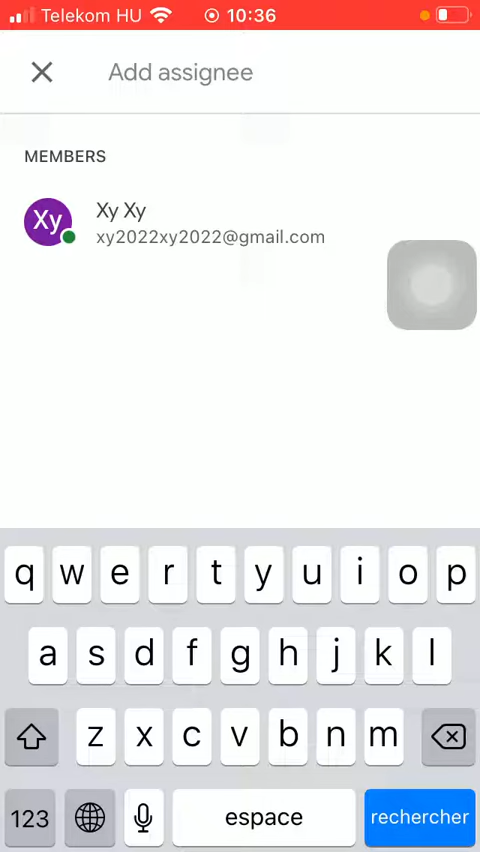 Telekom HU 10:36
Add assignee
MEMBERS
Xy
Xy Xy
xy2022xy2022@gmail.com
q w e r t y u i o p
a s d f g h j k l
z x c v b n m
123 espace rechercher